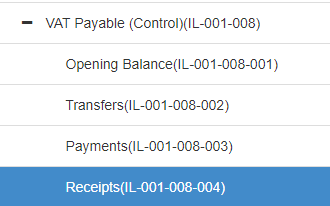 VAT Payable (Control)(IL-001-008)
Opening Balance(IL-001-008-001)
Transfers(IL-001-008-002)
Payments(IL-001-008-003)
Receipts(IL-001-008-004)